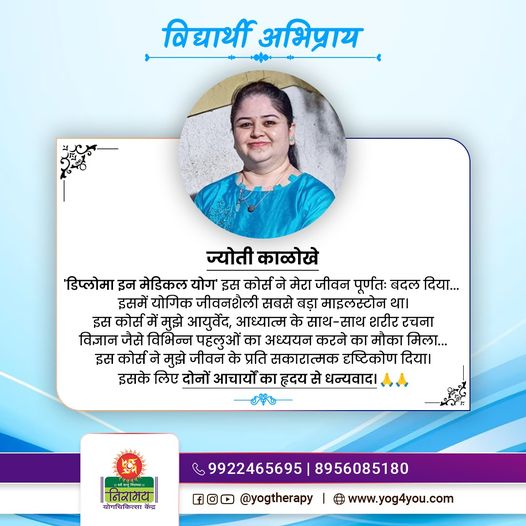 विद्यार्थी अभिप्राय
ज्योती काळोखे
'डिप्लोमा इन मेडिकल योग' इस कोर्स ने मेरा जीवन पूर्णतः बदल दिया...
इसमें योगिक जीवनशैली सबसे बड़ा माइलस्टोन था।
इस कोर्स में मुझे आयुर्वेद, आध्यात्म के साथ-साथ शरीर रचना
विज्ञान जैसे विभिन्न पहलुओं का अध्ययन करने का मौका मिला...
इस कोर्स ने मुझे जीवन के प्रति सकारात्मक दृष्टिकोण दिया।
इसके लिए दोनों आचार्यों का हृदय से धन्यवाद।🙏🙏
निरामय
योगचिकित्सा केंद्र
9922465695 | 8956085180
@yogtherapy | www.yog4you.com